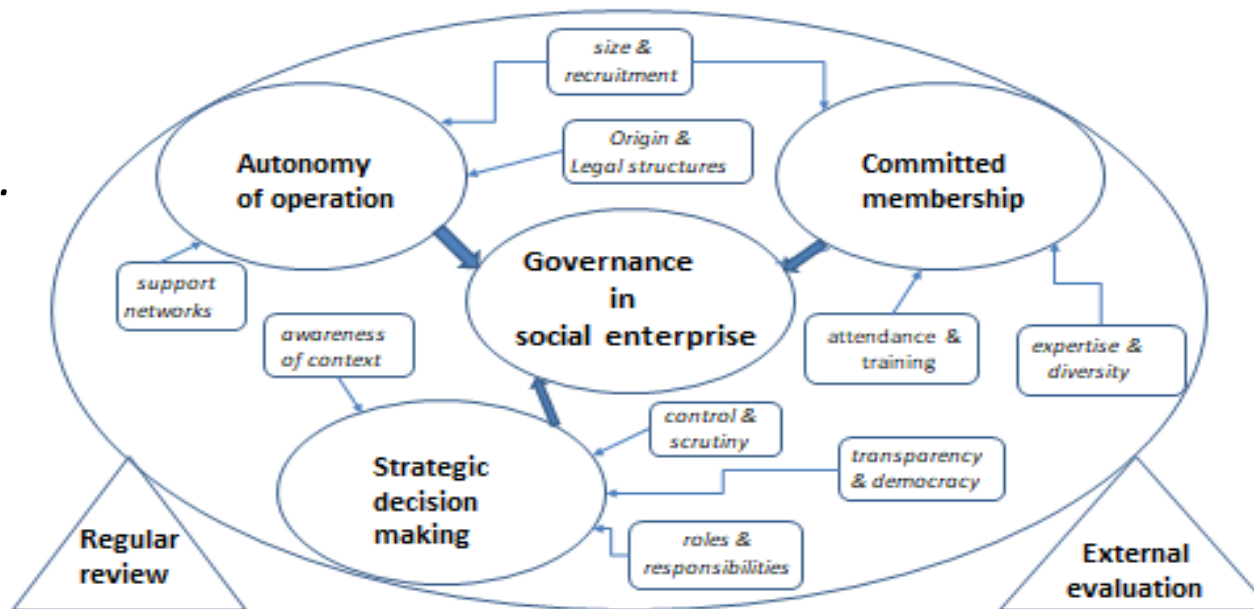 size &
recruitment
Origin &
Legal structures
Autonomy
of operation
Committed
membership
.
Governance
in
social enterprise
support
networks
awareness
of context
attendance &
training
expertise &
diversity
control &
scrutiny
transparency
& democracy
Strategic
decision
making
roles &
responsibilities
Regular
review
External
evaluation